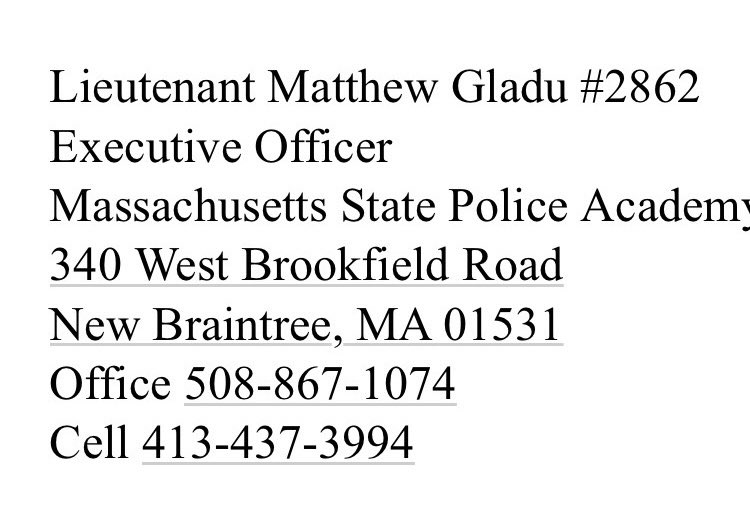 Lieutenant Matthew Gladu #2862
Executive Officer
Massachusetts State Police Academy
340 West Brookfield Road
New Braintree, MA 01531
Office 508-867-1074
Cell 413-437-3994